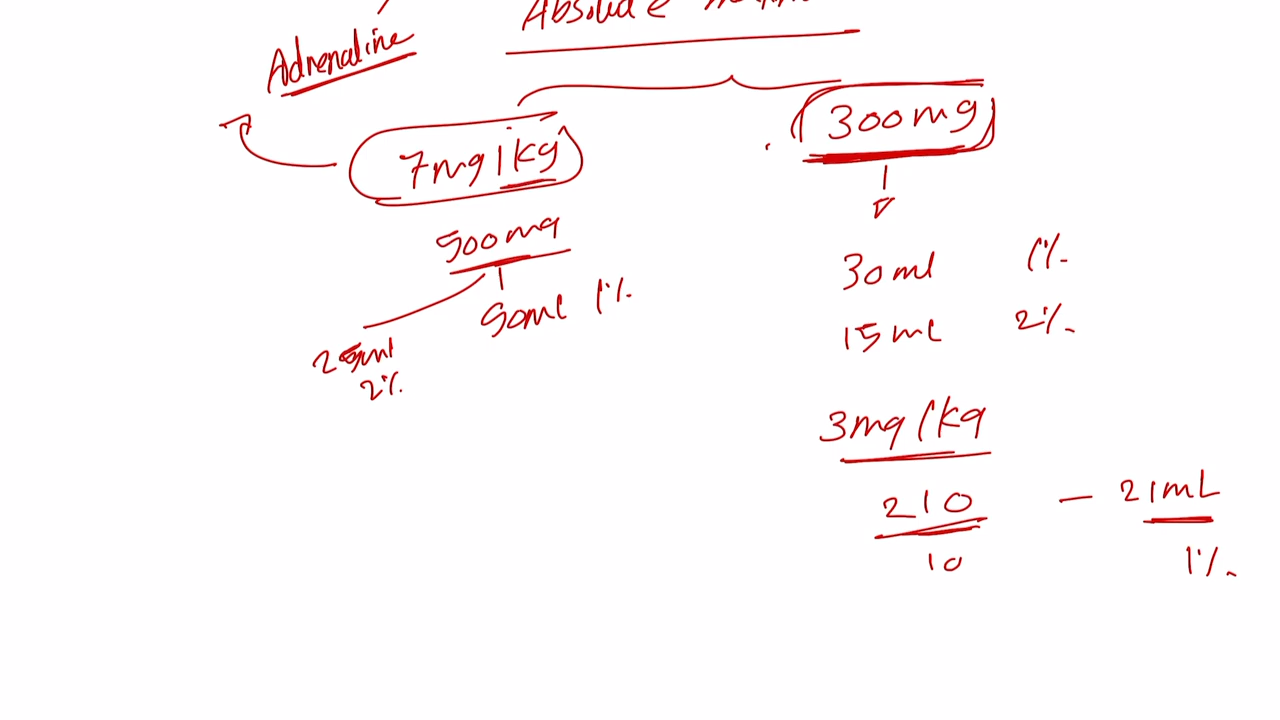 Absolute
Adrenaline
7mg/kg
300mg
500mg
50ml 1%
25ml
2%
30ml 1%
15ml 2%
3mg/kg
210 - 21mL
10 1%